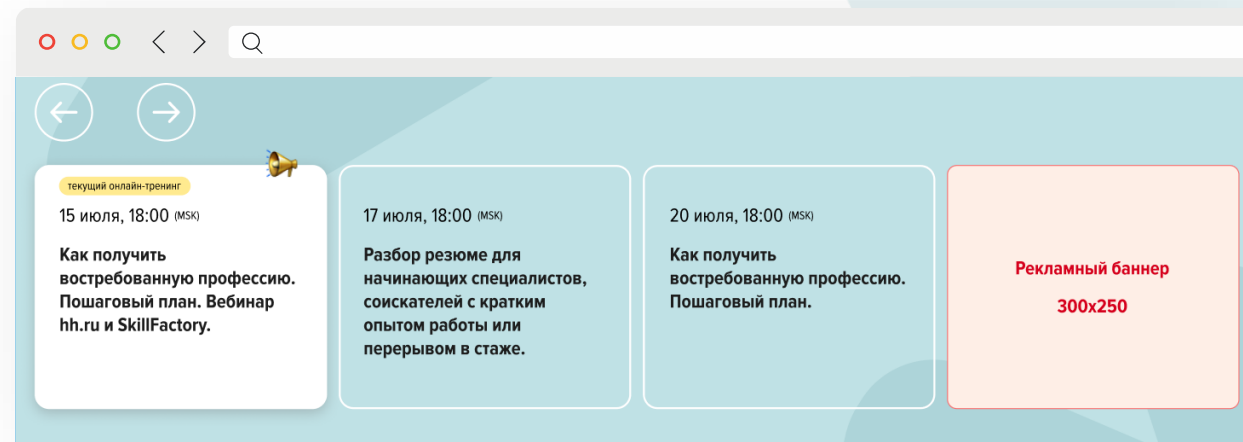 текущий онлайн-тренинг
15 июля, 18:00 (MSK)
Как получить
востребованную профессию.
Пошаговый план. Вебинар
hh.ru и SkillFactory.
17 июля, 18:00 (MSK)
Разбор резюме для
начинающих специалистов,
соискателей с кратким
опытом работы или
перерывом в стаже.
20 июля, 18:00 (MSK)
Как получить
востребованную профессию.
Пошаговый план.
Рекламный баннер
300x250